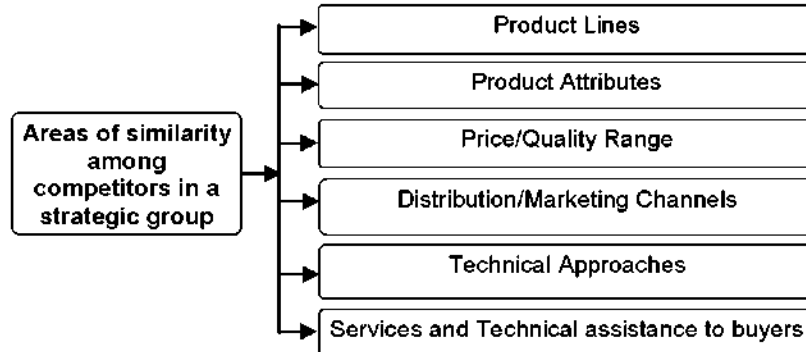 Areas of similarity
among
competitors in a
strategic group
Product Lines
Product Attributes
Price/Quality Range
Distribution/Marketing Channels
Technical Approaches
Services and Technical assistance to buyers